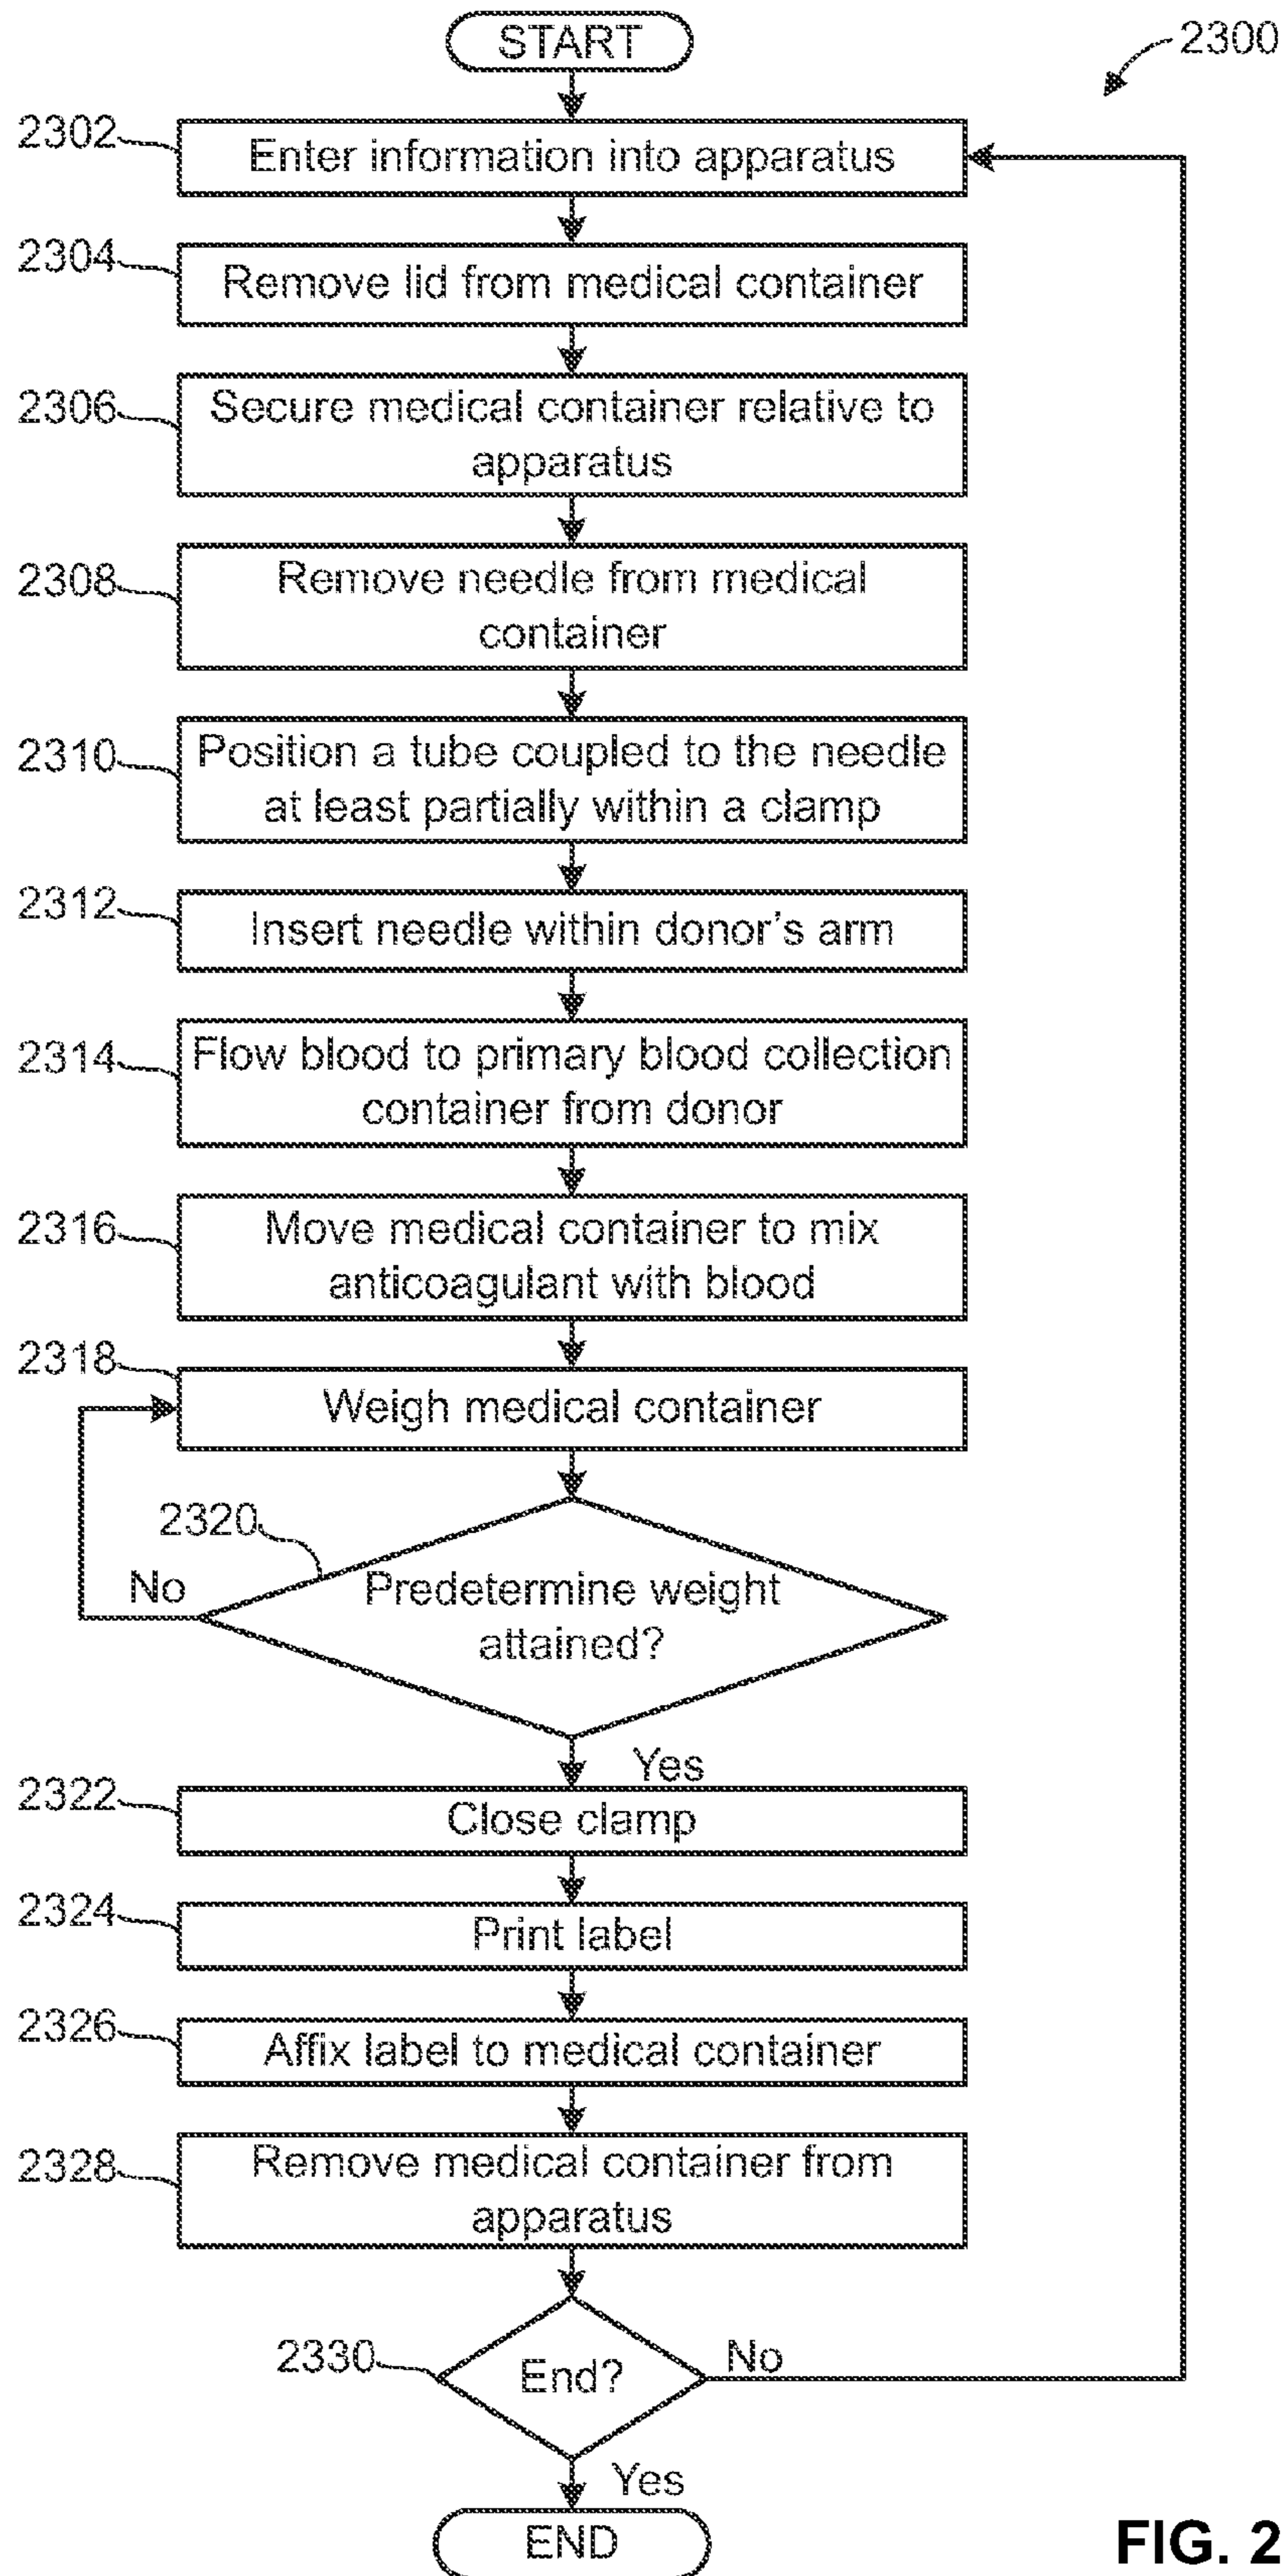 START
2300
2302
Enter information into apparatus
2304
Remove lid from medical container
2306
Secure medical container relative to
apparatus
2308
Remove needle from medical
container
2310
Position a tube coupled to the needle
at least partially within a clamp
2312
Insert needle within donor's arm
2314
Flow blood to primary blood collection
container from donor
2316
Move medical container to mix
anticoagulant with blood
2318
Weigh medical container
2320
No
Predetermine weight
attained?
Yes
2322
Close clamp
2324
Print label
2326
Affix label to medical container
2328
Remove medical container from
apparatus
2330
End?
No
Yes
END
FIG. 2